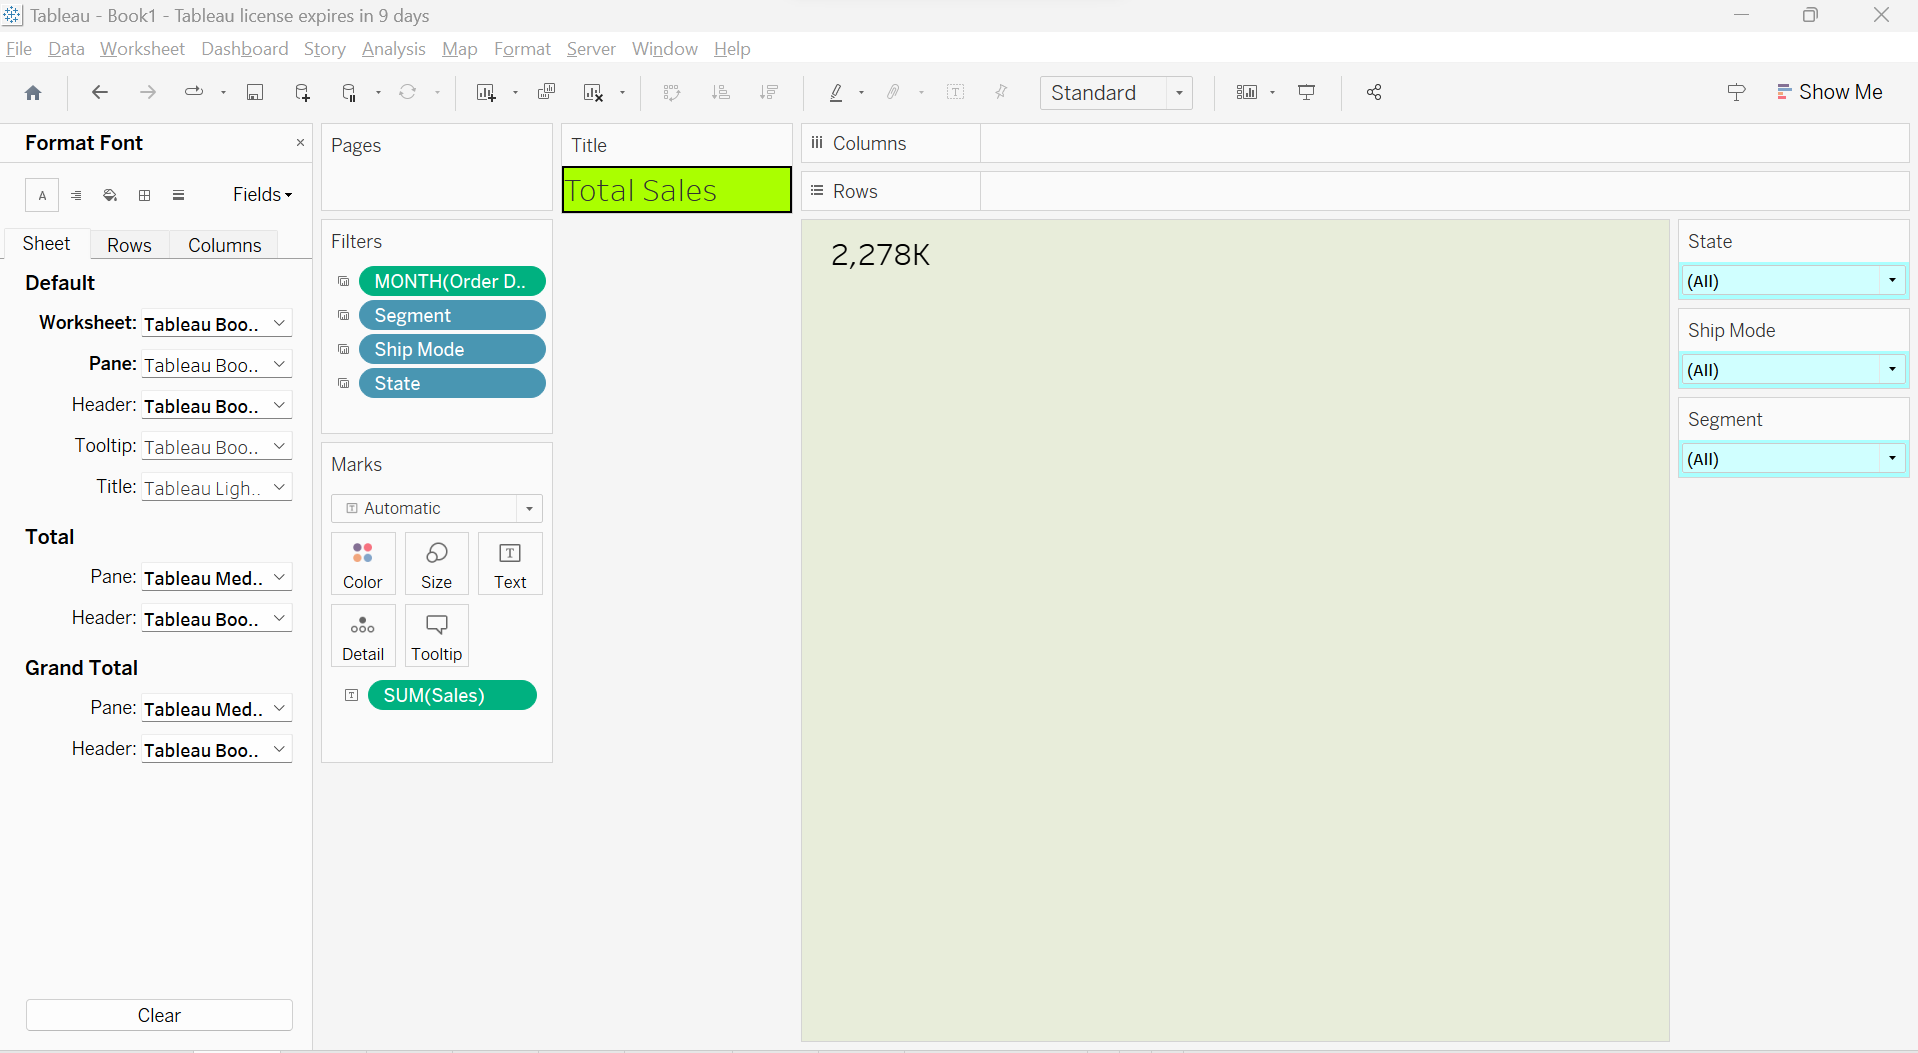 Tableau - Book1 - Tableau license expires in 9 days
File Data Worksheet Dashboard Story Analysis Map Format Server Window Help
Standard
Show Me
Format Font
Fields
Sheet Rows Columns
Default
Worksheet: Tableau Boo..
Pane: Tableau Boo..
Header: Tableau Boo..
Tooltip: Tableau Boo..
Title: Tableau Ligh..
Total
Pane: Tableau Med..
Header: Tableau Boo..
Grand Total
Pane: Tableau Med..
Header: Tableau Boo..
Clear
Pages
Filters
MONTH(Order D..
Segment
Ship Mode
State
Marks
Automatic
Color Size Text
Detail Tooltip
SUM(Sales)
Title
Total Sales
Columns
Rows
2,278K
State
(All)
Ship Mode
(All)
Segment
(All)